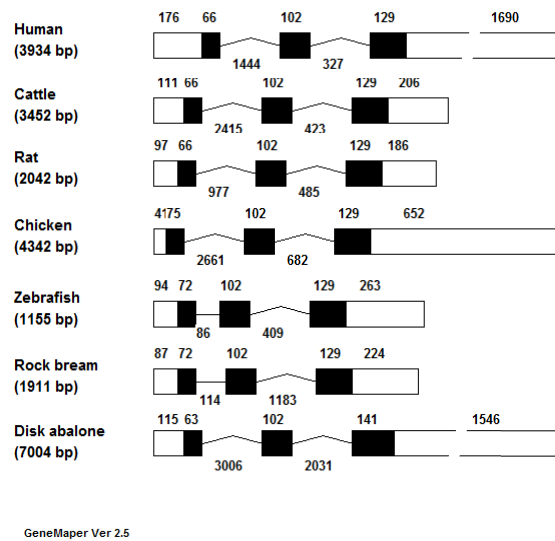 176 66 102 129 1690
Human
(3934 bp)
1444 327
111 66 102 129 206
Cattle
(3452 bp)
2415 423
97 66 102 129 186
Rat
(2042 bp)
977 485
4175 102 129 652
Chicken
(4342 bp)
2661 682
94 72 102 129 263
Zebrafish
(1155 bp)
86 409
87 72 102 129 224
Rock bream
(1911 bp)
114 1183
115 63 102 141 1546
Disk abalone
(7004 bp)
3006 2031
GeneMaper Ver 2.5